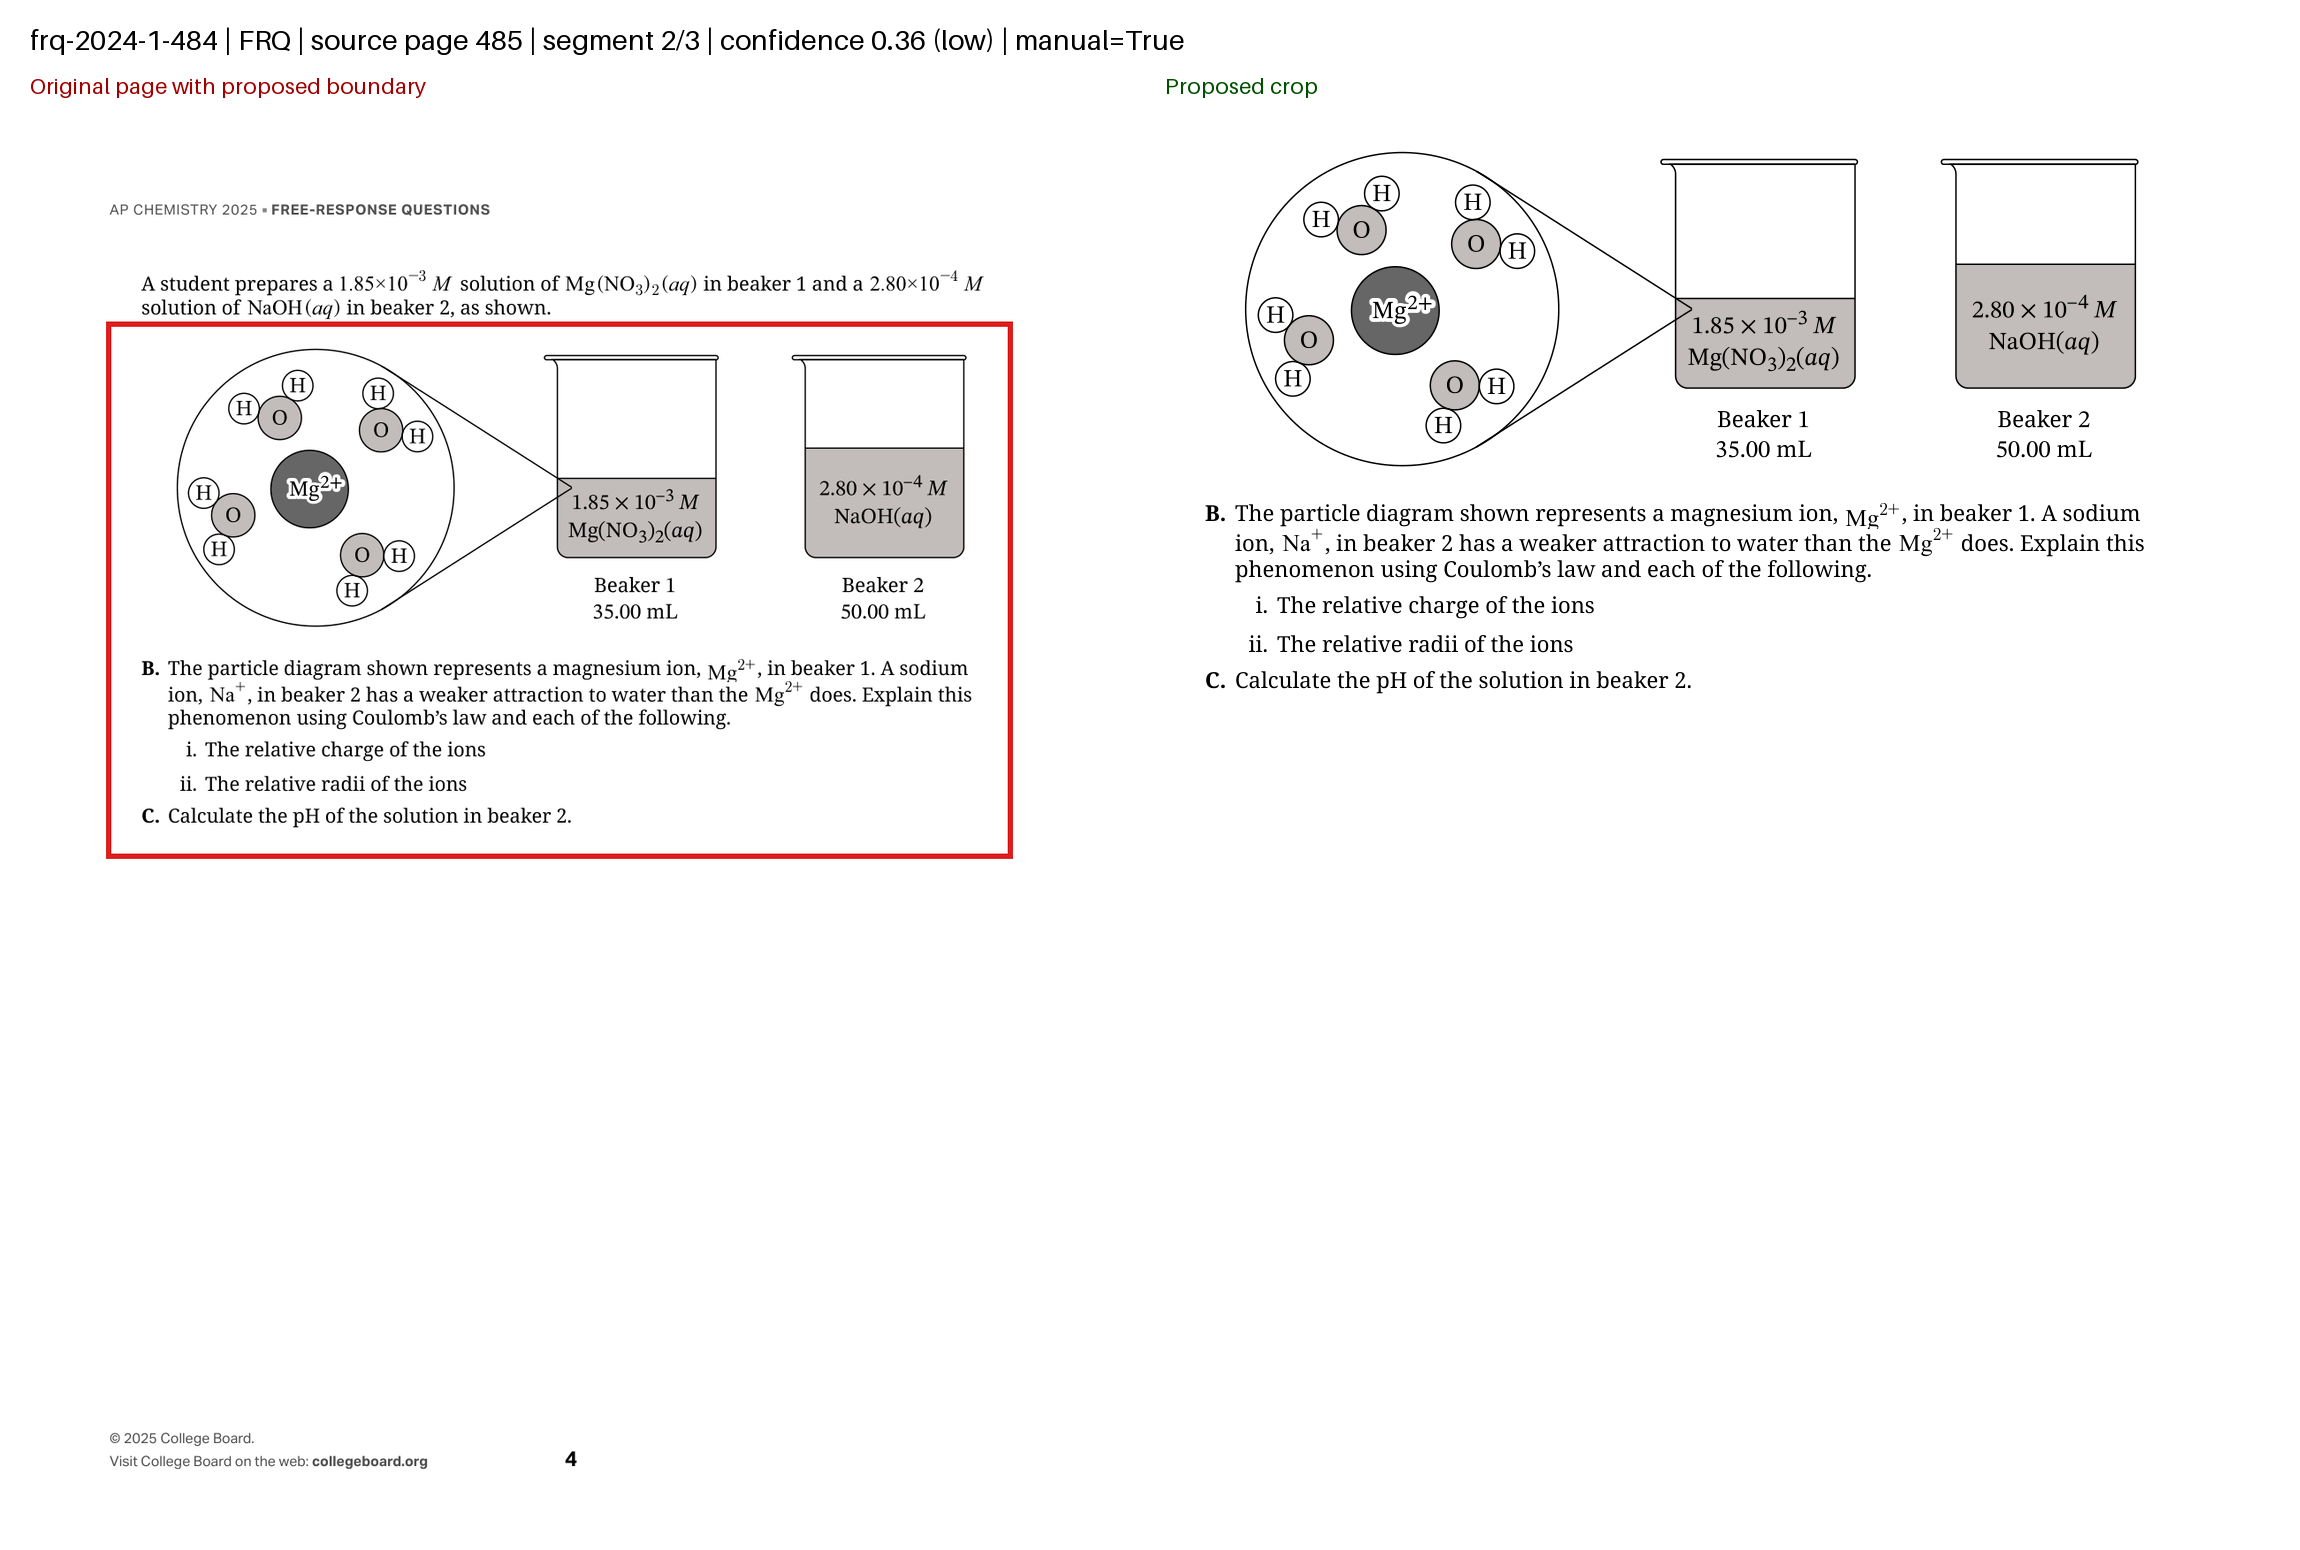 frq-2024-1-484 | FRQ | source page 485 | segment 2/3 | confidence 0.36 (low) | manual=True
Original page with proposed boundary
AP CHEMISTRY 2025 ▪ FREE-RESPONSE QUESTIONS
A student prepares a 1.85×10⁻³ M solution of Mg(NO₃)₂(aq) in beaker 1 and a 2.80×10⁻⁴ M
solution of NaOH(aq) in beaker 2, as shown.
H
H O
H
O H
Mg²⁺
H
O
H
O H
H
1.85 × 10⁻³ M
Mg(NO₃)₂(aq)
2.80 × 10⁻⁴ M
NaOH(aq)
Beaker 1
35.00 mL
Beaker 2
50.00 mL
B. The particle diagram shown represents a magnesium ion, Mg²⁺, in beaker 1. A sodium
ion, Na⁺, in beaker 2 has a weaker attraction to water than the Mg²⁺ does. Explain this
phenomenon using Coulomb’s law and each of the following.
i. The relative charge of the ions
ii. The relative radii of the ions
C. Calculate the pH of the solution in beaker 2.
© 2025 College Board.
Visit College Board on the web: collegeboard.org
4
Proposed crop
H
H O
H
O H
Mg²⁺
H
O
H
O H
H
1.85 × 10⁻³ M
Mg(NO₃)₂(aq)
2.80 × 10⁻⁴ M
NaOH(aq)
Beaker 1
35.00 mL
Beaker 2
50.00 mL
B. The particle diagram shown represents a magnesium ion, Mg²⁺, in beaker 1. A sodium
ion, Na⁺, in beaker 2 has a weaker attraction to water than the Mg²⁺ does. Explain this
phenomenon using Coulomb’s law and each of the following.
i. The relative charge of the ions
ii. The relative radii of the ions
C. Calculate the pH of the solution in beaker 2.